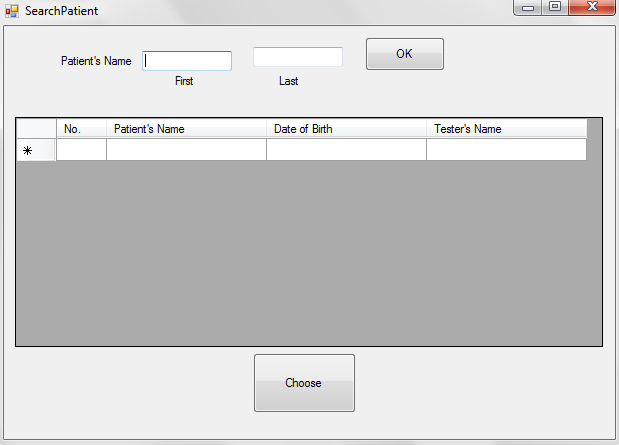 SearchPatient
Patient's Name OK
First Last
No. Patient's Name Date of Birth Tester's Name
Choose